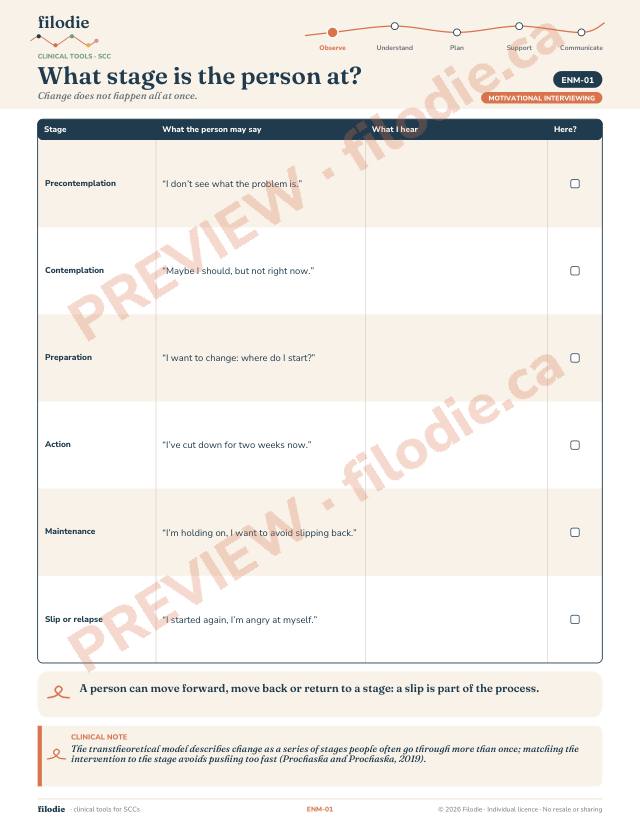 filodie
CLINICAL TOOLS · SCC
Observe Understand Plan Support Communicate
What stage is the person at?
Change does not happen all at once.
ENM-01
MOTIVATIONAL INTERVIEWING
Stage What the person may say What I hear Here?
Precontemplation “I don’t see what the problem is.”
Contemplation “Maybe I should, but not right now.”
Preparation “I want to change: where do I start?”
Action “I’ve cut down for two weeks now.”
Maintenance “I’m holding on, I want to avoid slipping back.”
Slip or relapse “I started again, I’m angry at myself.”
PREVIEW · filodie.ca
PREVIEW · filodie.ca
A person can move forward, move back or return to a stage: a slip is part of the process.
CLINICAL NOTE
The transtheoretical model describes change as a series of stages people often go through more than once; matching the
intervention to the stage avoids pushing too fast (Prochaska and Prochaska, 2019).
filodie · clinical tools for SCCs ENM-01 © 2026 Filodie · Individual licence · No resale or sharing